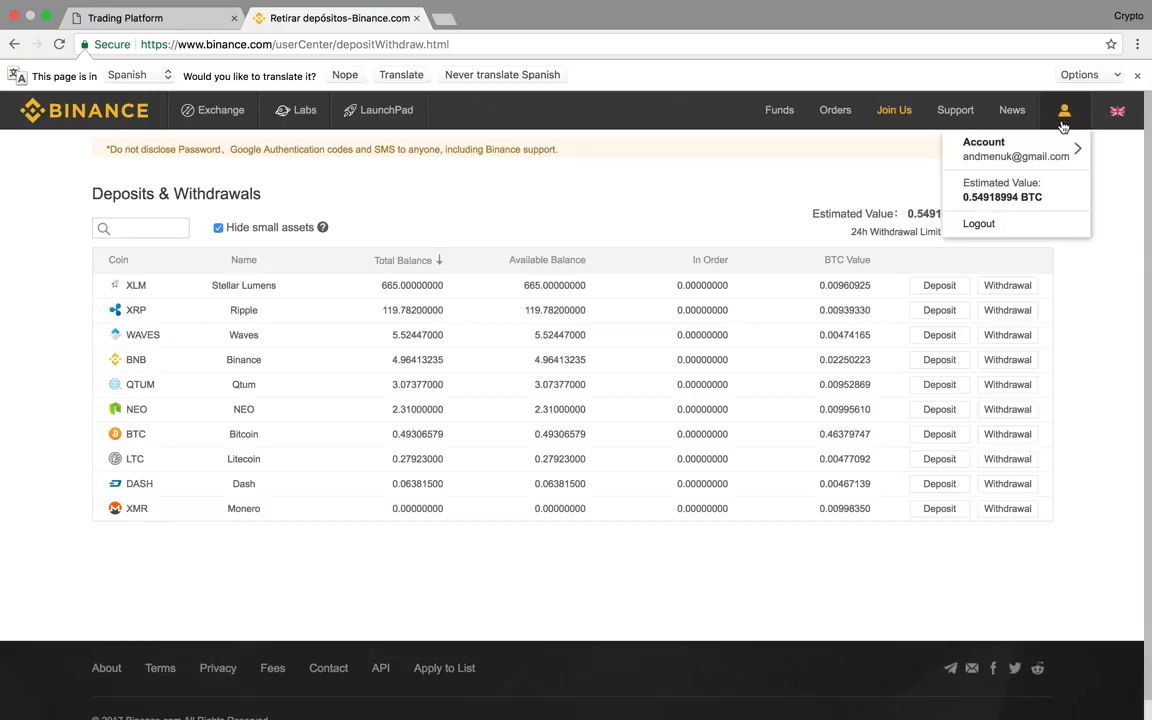 Crypto
Trading Platform
Retirar depósitos-Binance.com
Secure https://www.binance.com/userCenter/depositWithdraw.html
This page is in Spanish Would you like to translate it? Nope Translate Never translate Spanish Options
BINANCE Exchange Labs LaunchPad Funds Orders Join Us Support News
*Do not disclose Password、Google Authentication codes and SMS to anyone, including Binance support.
Account
andmenuk@gmail.com
Estimated Value:
0.54918994 BTC
Logout
Deposits & Withdrawals
Estimated Value： 0.5491
Hide small assets
24h Withdrawal Limit
Coin Name Total Balance Available Balance In Order BTC Value
XLM Stellar Lumens 665.00000000 665.00000000 0.00000000 0.00960925 Deposit Withdrawal
XRP Ripple 119.78200000 119.78200000 0.00000000 0.00939330 Deposit Withdrawal
WAVES Waves 5.52447000 5.52447000 0.00000000 0.00474165 Deposit Withdrawal
BNB Binance 4.96413235 4.96413235 0.00000000 0.02250223 Deposit Withdrawal
QTUM Qtum 3.07377000 3.07377000 0.00000000 0.00952869 Deposit Withdrawal
NEO NEO 2.31000000 2.31000000 0.00000000 0.00995610 Deposit Withdrawal
BTC Bitcoin 0.49306579 0.49306579 0.00000000 0.46379747 Deposit Withdrawal
LTC Litecoin 0.27923000 0.27923000 0.00000000 0.00477092 Deposit Withdrawal
DASH Dash 0.06381500 0.06381500 0.00000000 0.00467139 Deposit Withdrawal
XMR Monero 0.00000000 0.00000000 0.00000000 0.00998350 Deposit Withdrawal
About Terms Privacy Fees Contact API Apply to List
© 2017 Binance.com All Rights Reserved